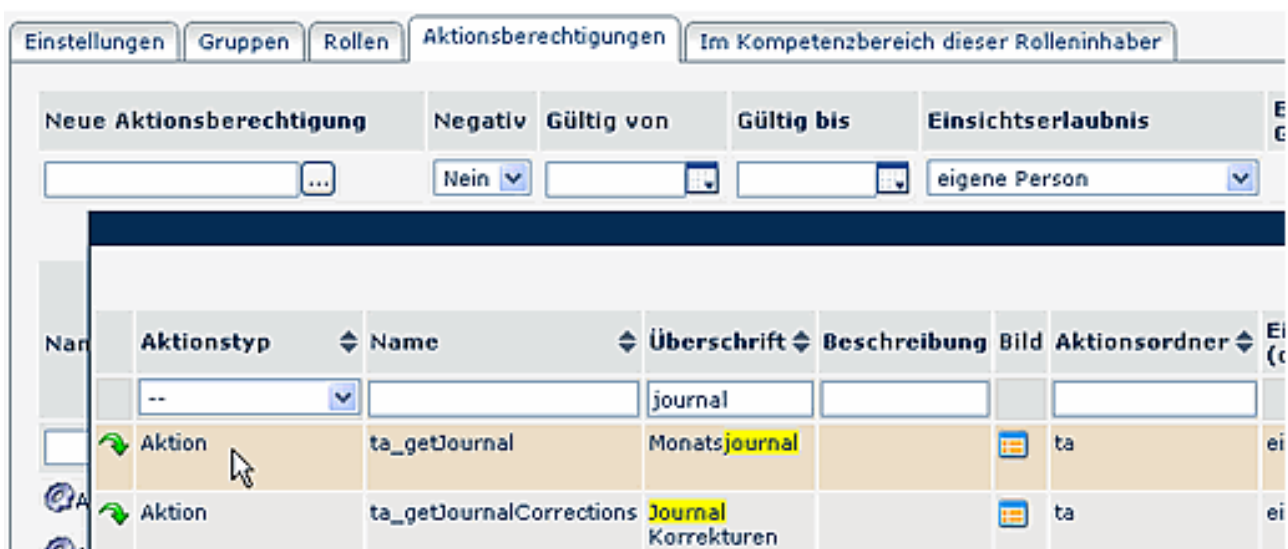 Einstellungen Gruppen Rollen Aktionsberechtigungen Im Kompetenzbereich dieser Rolleninhaber
Neue Aktionsberechtigung Negativ Gültig von Gültig bis Einsichtserlaubnis
... Nein eigene Person
Aktionstyp Name Überschrift Beschreibung Bild Aktionsordner
-- journal
Aktion ta_getJournal Monatsjournal ta
Aktion ta_getJournalCorrections Journal ta
Korrekturen